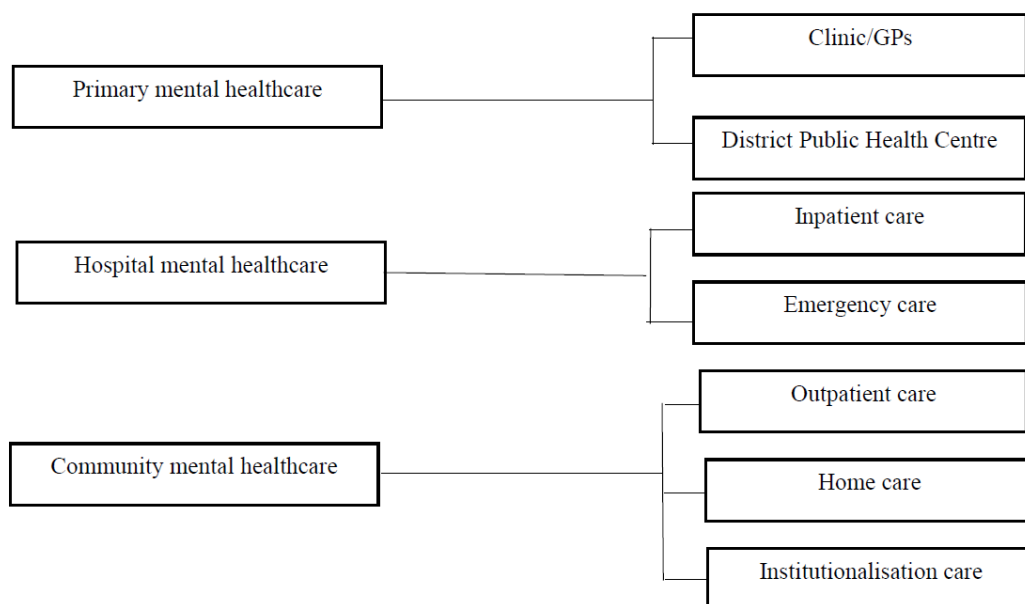 Clinic/GPs
Primary mental healthcare
District Public Health Centre
Inpatient care
Hospital mental healthcare
Emergency care
Outpatient care
Community mental healthcare
Home care
Institutionalisation care